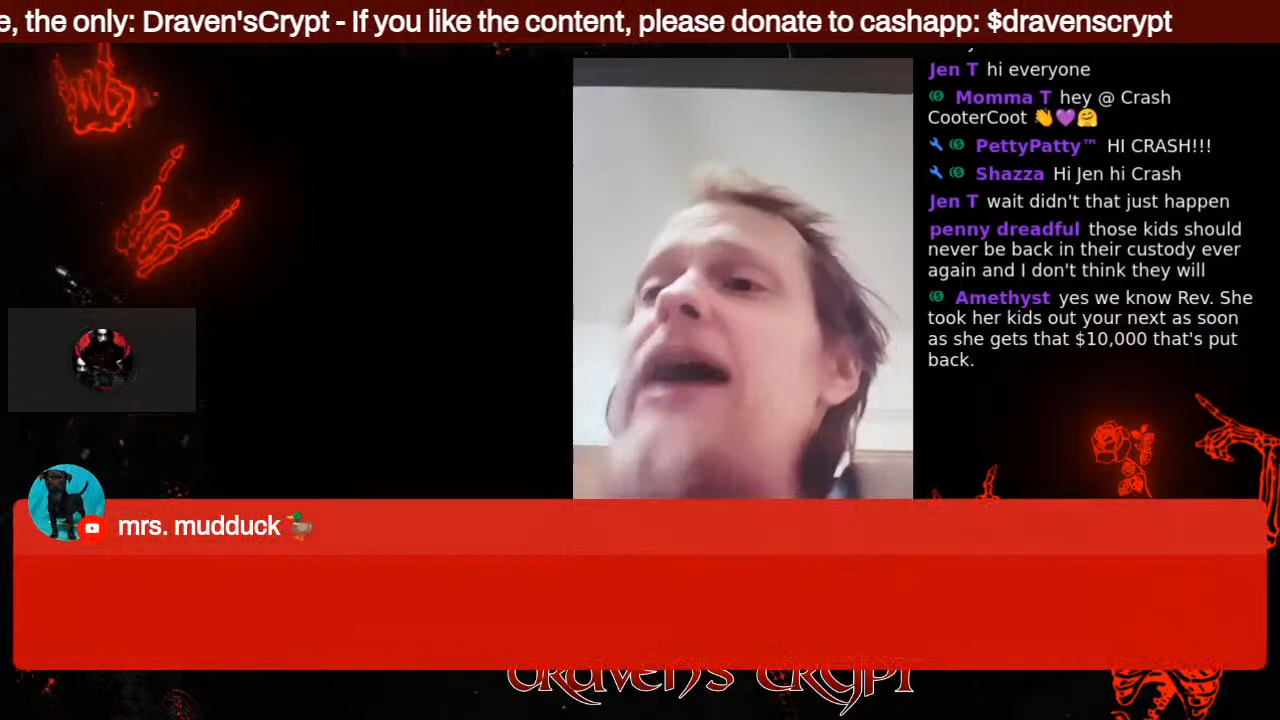 e, the only: Draven'sCrypt - If you like the content, please donate to cashapp: $dravenscrypt
Jen T hi everyone
Momma T hey @ Crash
CooterCoot 👋💜🤗
PettyPatty™ HI CRASH!!!
Shazza Hi Jen hi Crash
Jen T wait didn't that just happen
penny dreadful those kids should
never be back in their custody ever
again and I don't think they will
Amethyst yes we know Rev. She
took her kids out your next as soon
as she gets that $10,000 that's put
back.
mrs. mudduck 🦆
Draven's Crypt